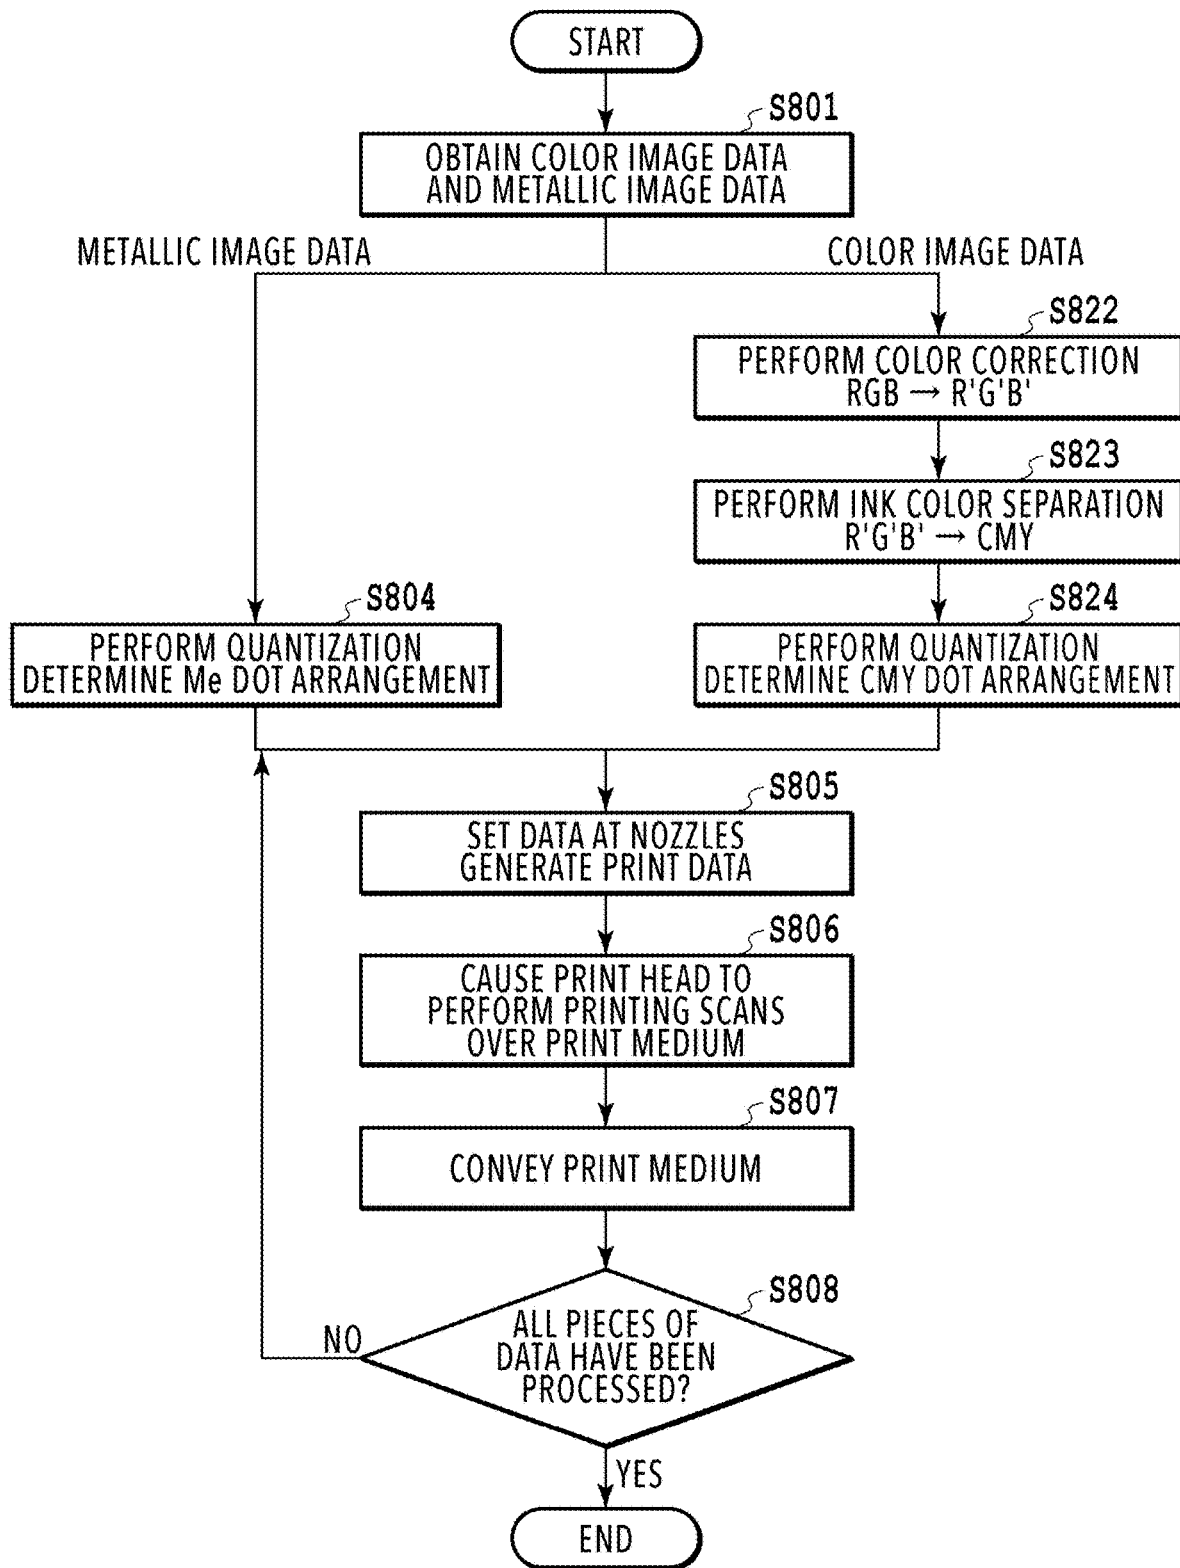 START
S801
OBTAIN COLOR IMAGE DATA
AND METALLIC IMAGE DATA
METALLIC IMAGE DATA
COLOR IMAGE DATA
S822
PERFORM COLOR CORRECTION
RGB → R'G'B'
S823
PERFORM INK COLOR SEPARATION
R'G'B' → CMY
S804
PERFORM QUANTIZATION
DETERMINE Me DOT ARRANGEMENT
S824
PERFORM QUANTIZATION
DETERMINE CMY DOT ARRANGEMENT
S805
SET DATA AT NOZZLES
GENERATE PRINT DATA
S806
CAUSE PRINT HEAD TO
PERFORM PRINTING SCANS
OVER PRINT MEDIUM
S807
CONVEY PRINT MEDIUM
S808
ALL PIECES OF
DATA HAVE BEEN
PROCESSED?
NO
YES
END